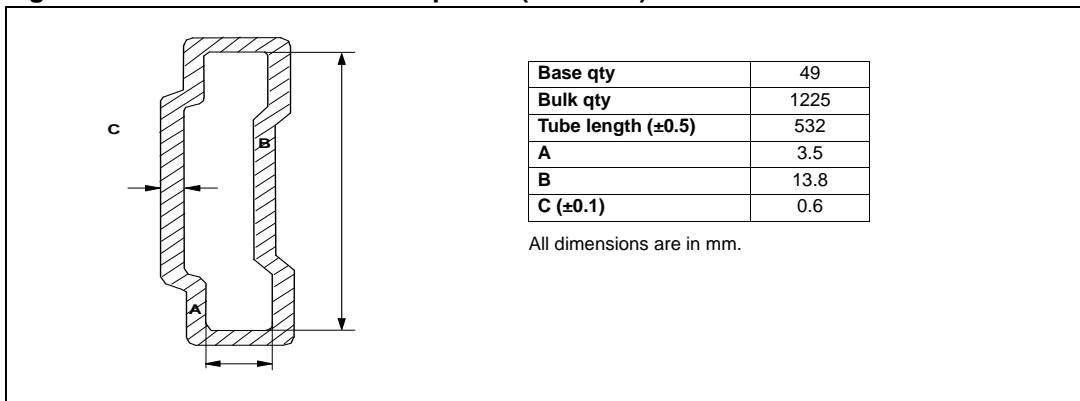 C
B
A
Base qty 49
Bulk qty 1225
Tube length (±0.5) 532
A 3.5
B 13.8
C (±0.1) 0.6
All dimensions are in mm.